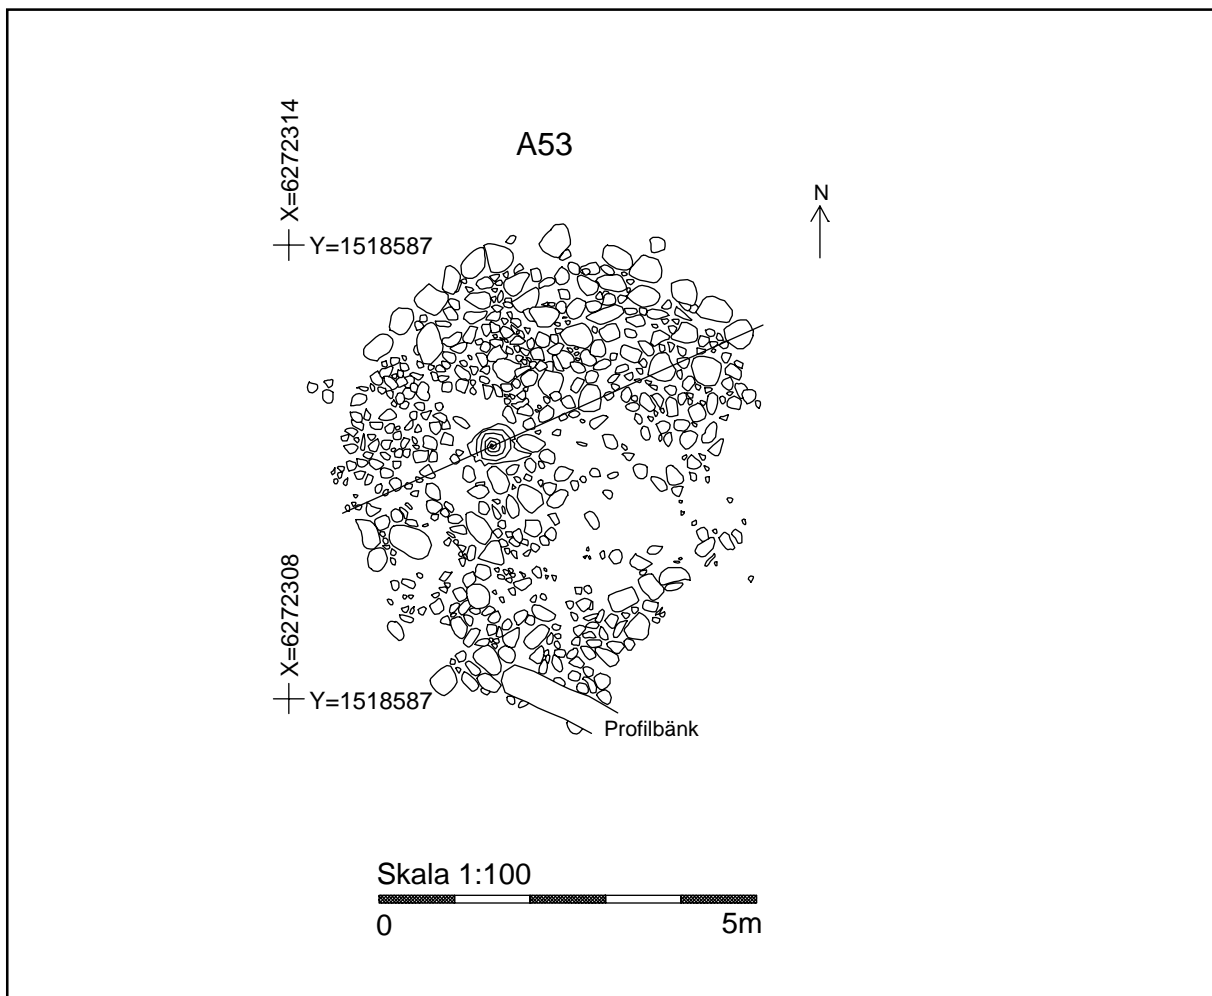 A53
X=6272314
N
Y=1518587
X=6272308
Y=1518587
Profilbänk
Skala 1:100
0 5m